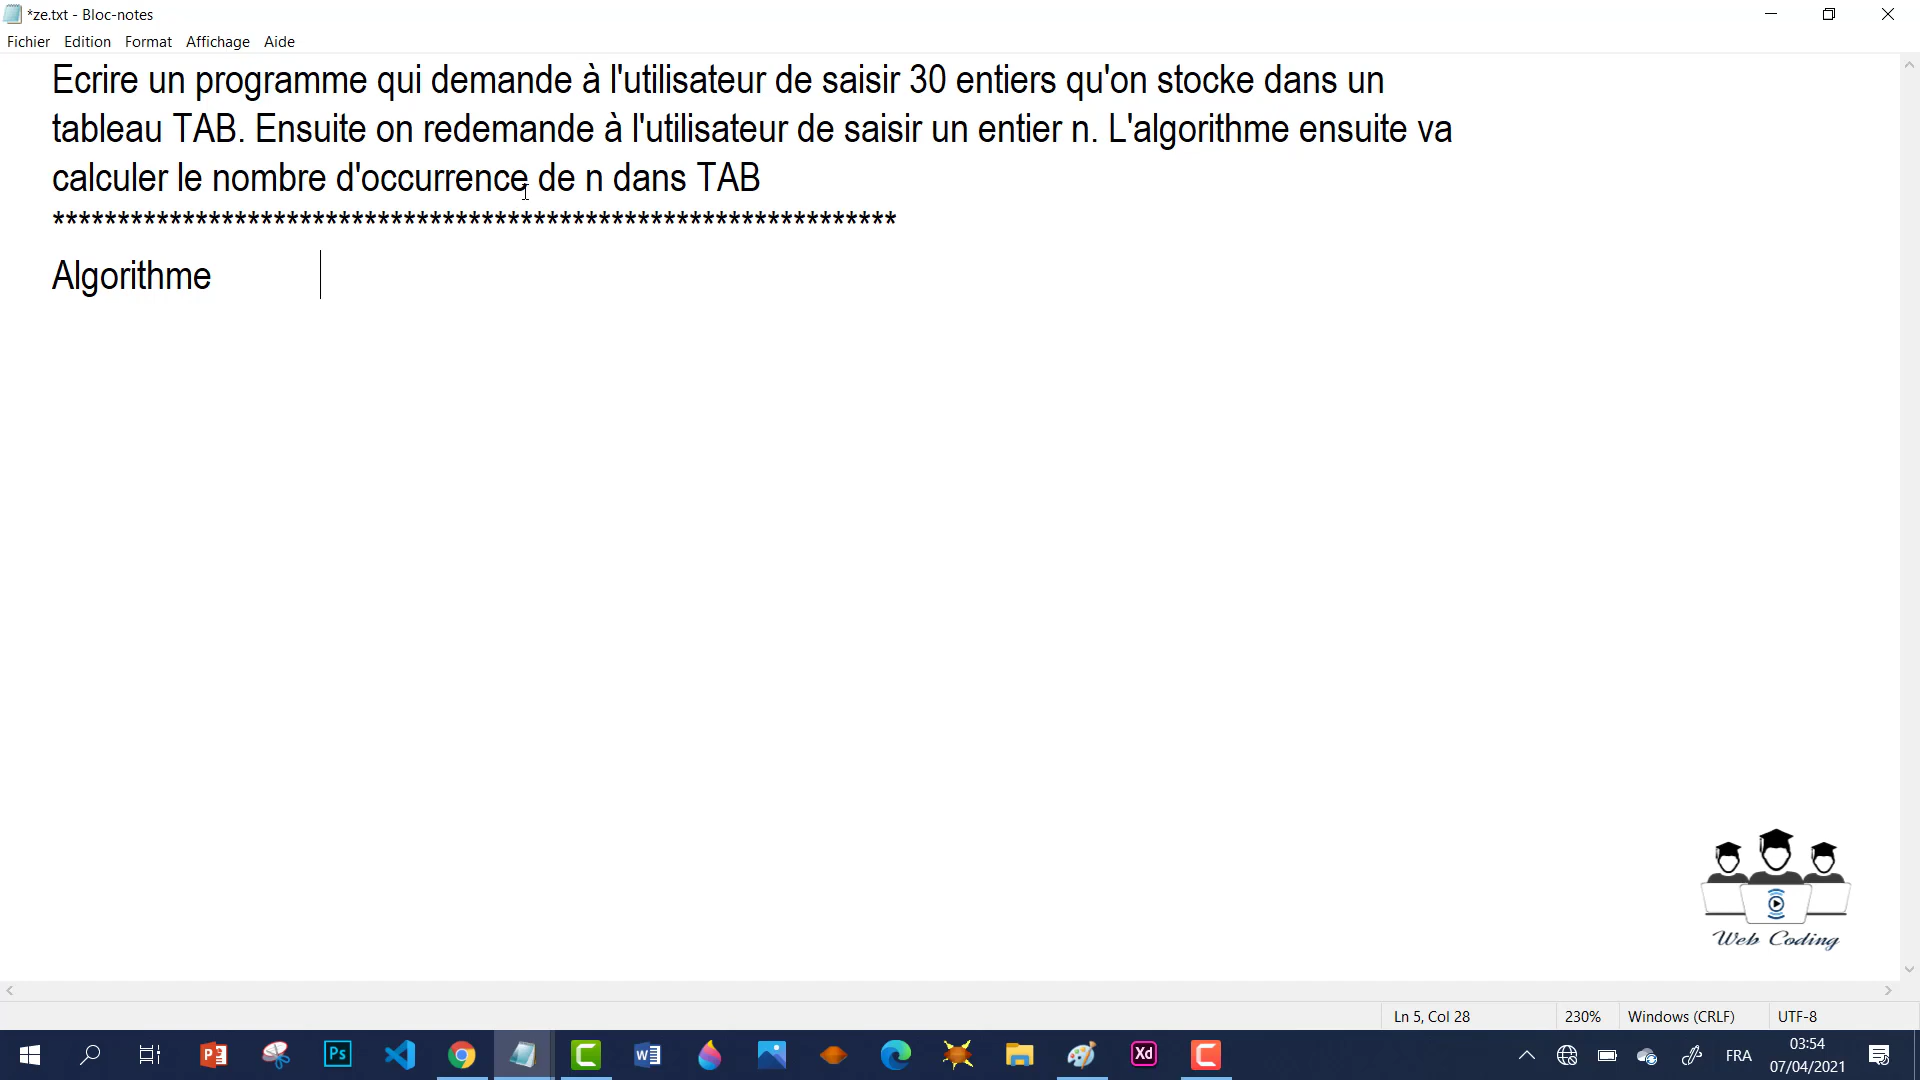 *ze.txt - Bloc-notes
Fichier Edition Format Affichage Aide
Ecrire un programme qui demande à l'utilisateur de saisir 30 entiers qu'on stocke dans un
tableau TAB. Ensuite on redemande à l'utilisateur de saisir un entier n. L'algorithme ensuite va
calculer le nombre d'occurrence de n dans TAB
*****************************************************************
Algorithme
Web Coding
Ln 5, Col 28 230% Windows (CRLF) UTF-8
Ps Xd FRA 03:54
07/04/2021